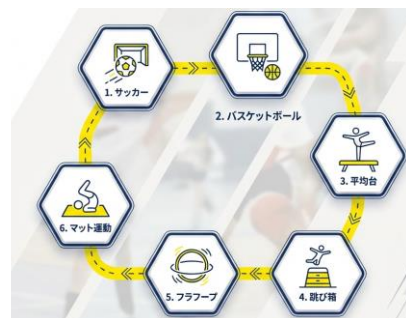 1. サッカー
2. バスケットボール
3. 平均台
4. 跳び箱
5. フラフープ
6. マット運動